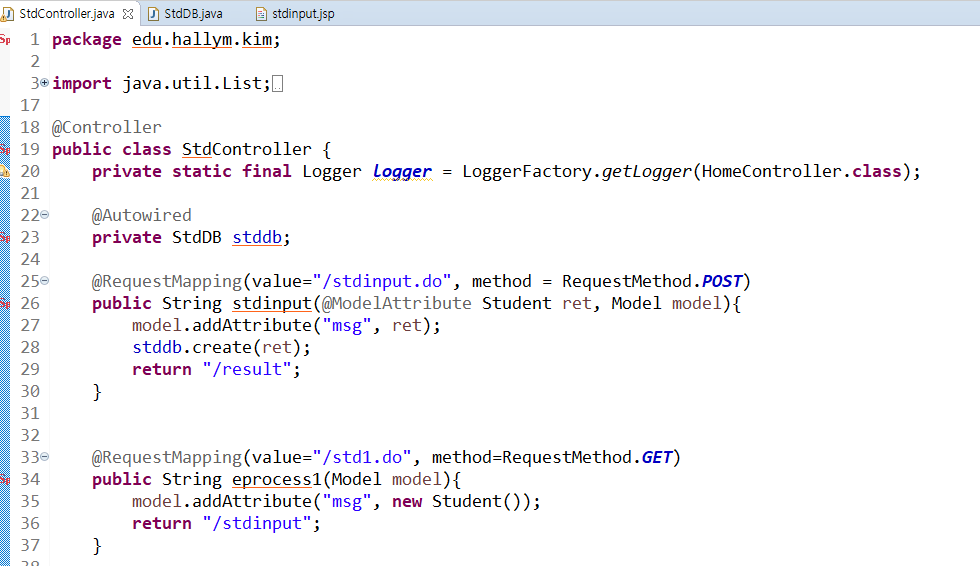 StdController.java StdDB.java stdinput.jsp
1 package edu.hallym.kim;
2
3 import java.util.List;
17
18 @Controller
19 public class StdController {
20 private static final Logger logger = LoggerFactory.getLogger(HomeController.class);
21
22 @Autowired
23 private StdDB stddb;
24
25 @RequestMapping(value="/stdinput.do", method = RequestMethod.POST)
26 public String stdinput(@ModelAttribute Student ret, Model model){
27 model.addAttribute("msg", ret);
28 stddb.create(ret);
29 return "/result";
30 }
31
32
33 @RequestMapping(value="/std1.do", method=RequestMethod.GET)
34 public String eprocess1(Model model){
35 model.addAttribute("msg", new Student());
36 return "/stdinput";
37 }